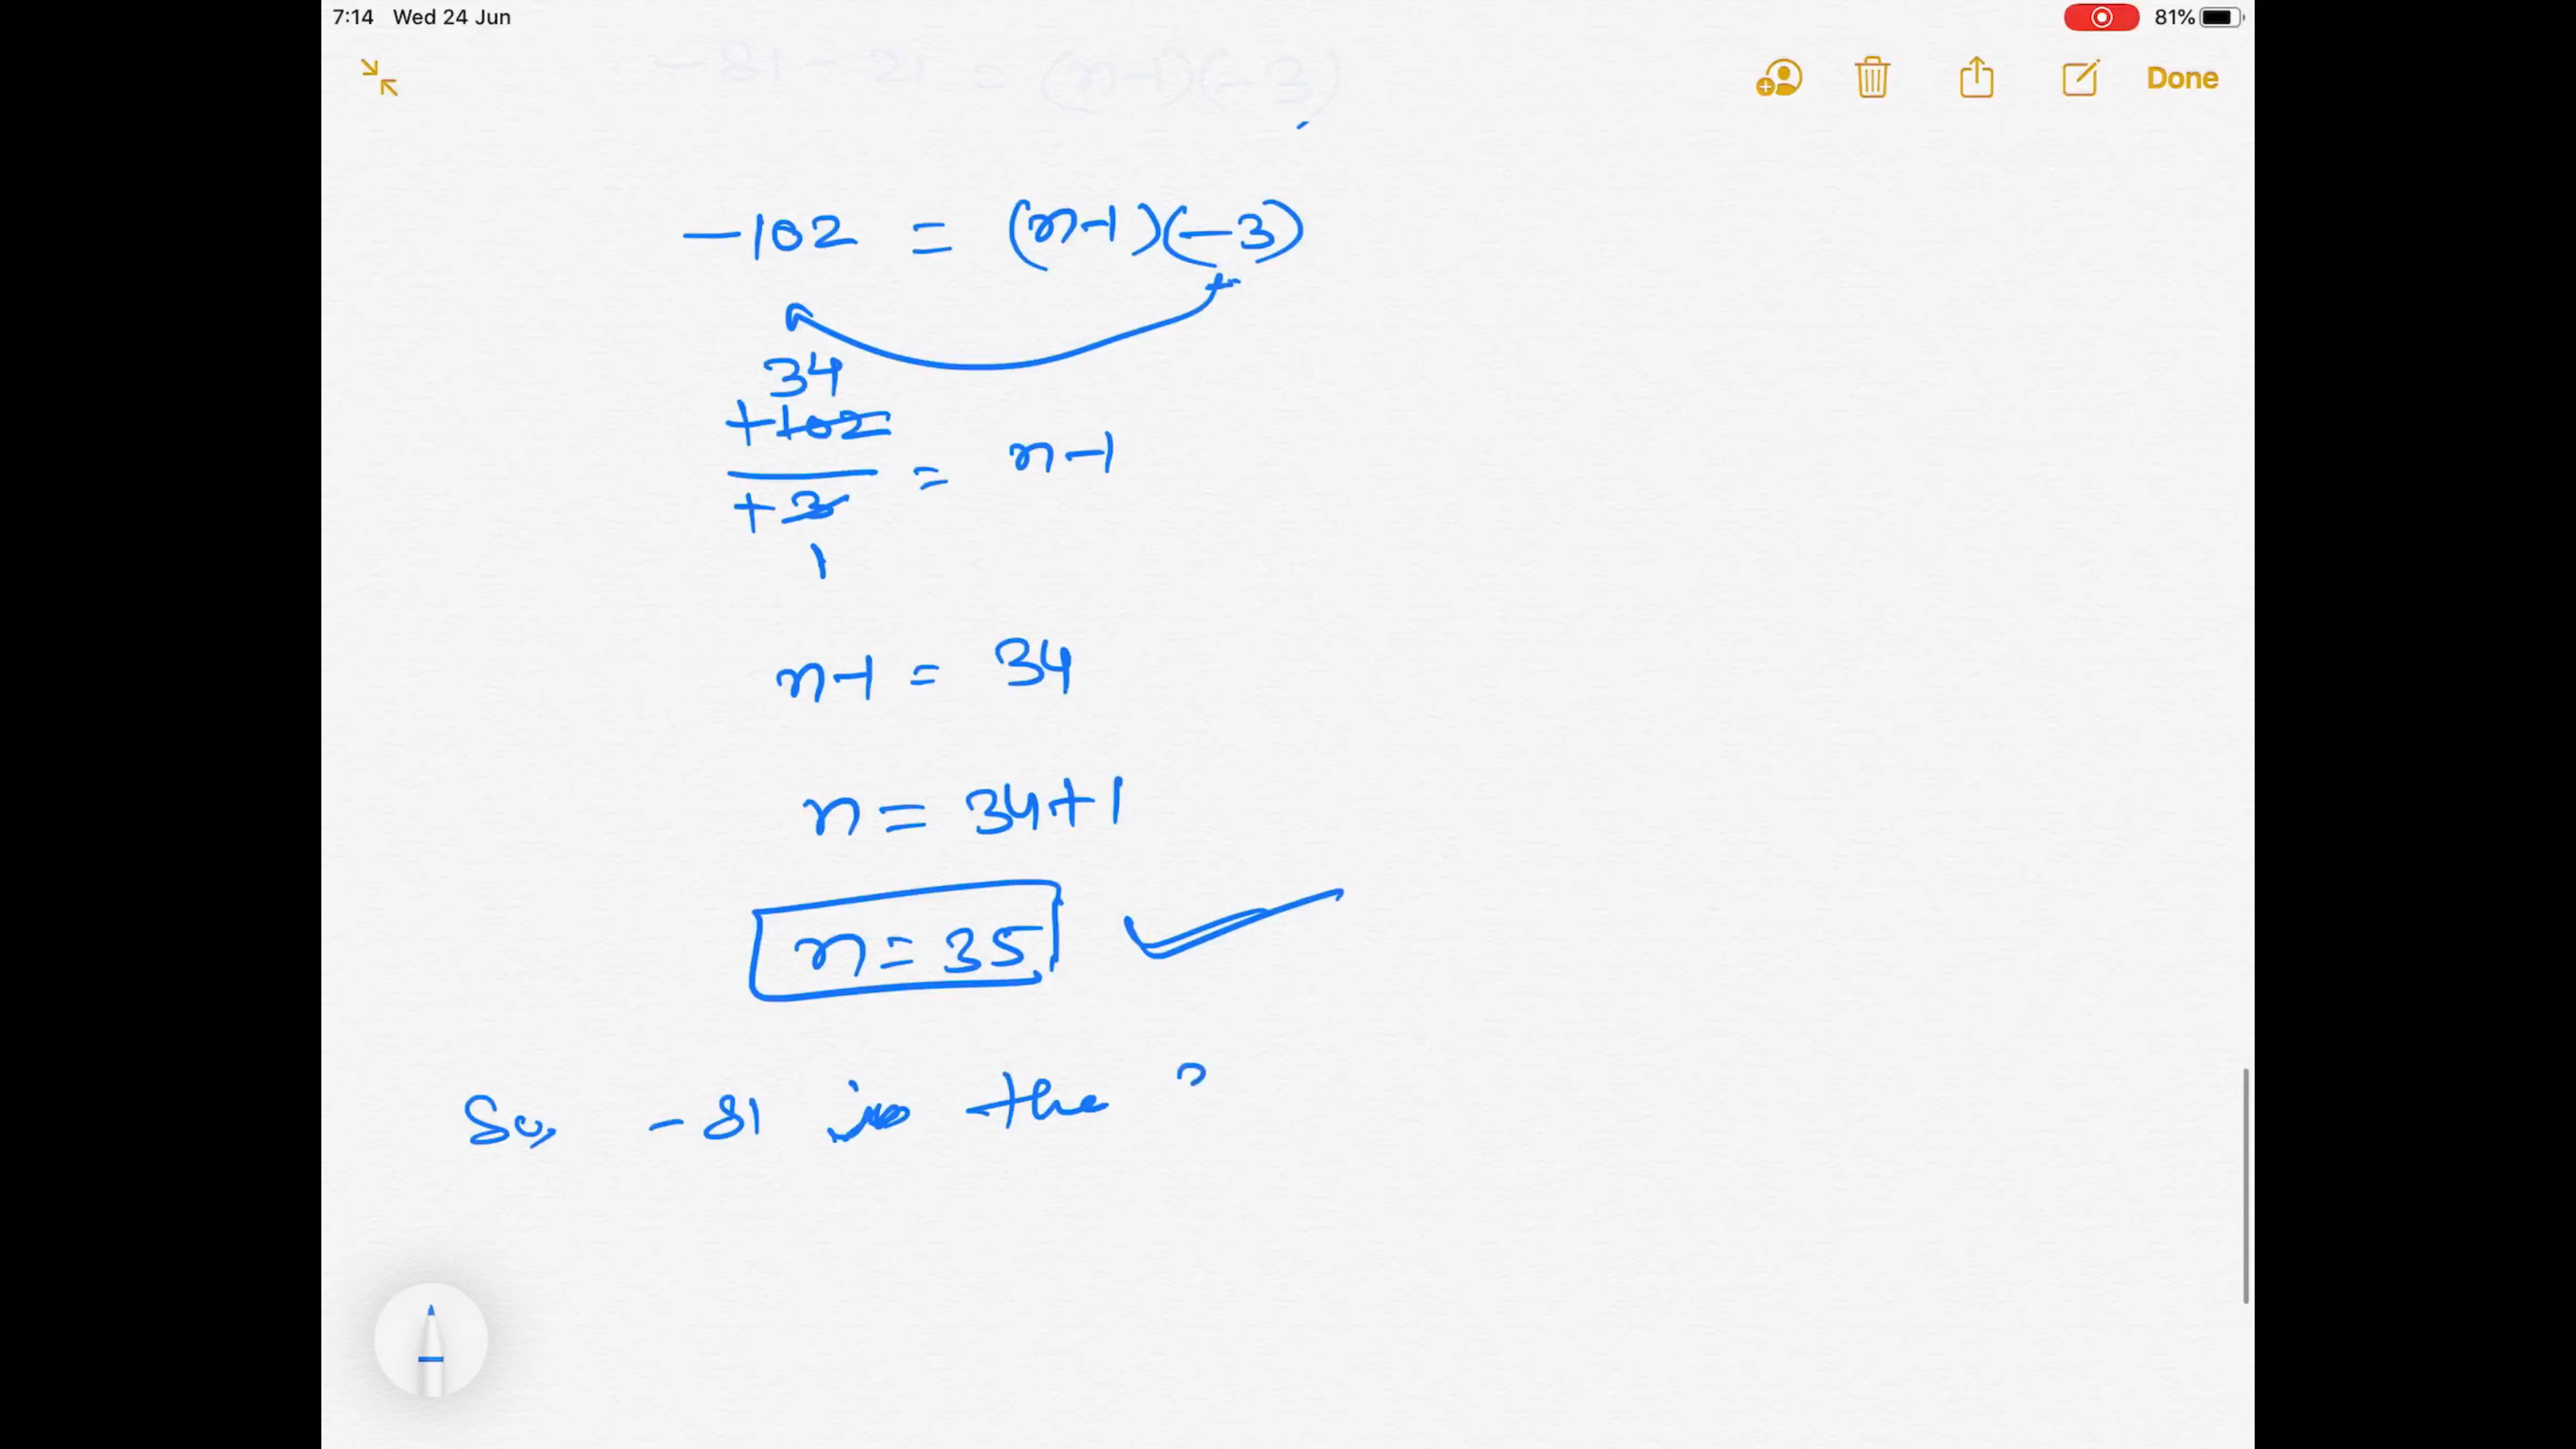 7:14 Wed 24 Jun 81%
-81 - 21 = (n-1)(-3)
Done
-102 = (n-1)(-3)
34
+102
+3 = n-1
1
n-1 = 34
n = 34+1
n = 35
So, -81 is the